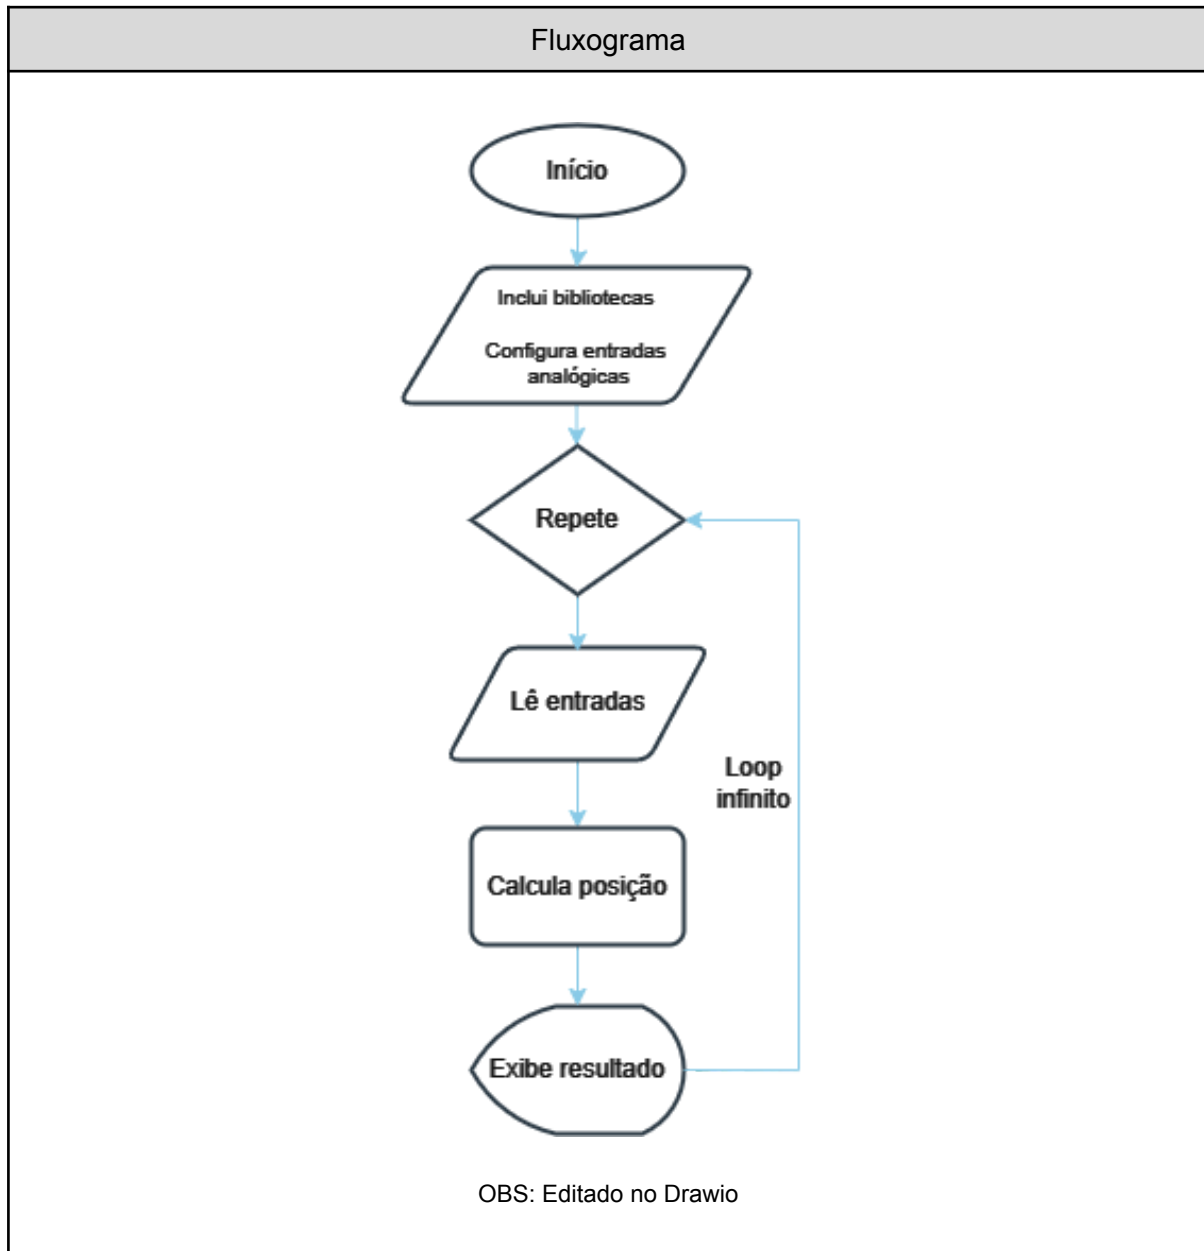 Fluxograma
Início
Inclui bibliotecas
Configura entradas
analógicas
Repete
Lê entradas
Loop
infinito
Calcula posição
Exibe resultado
OBS: Editado no Drawio